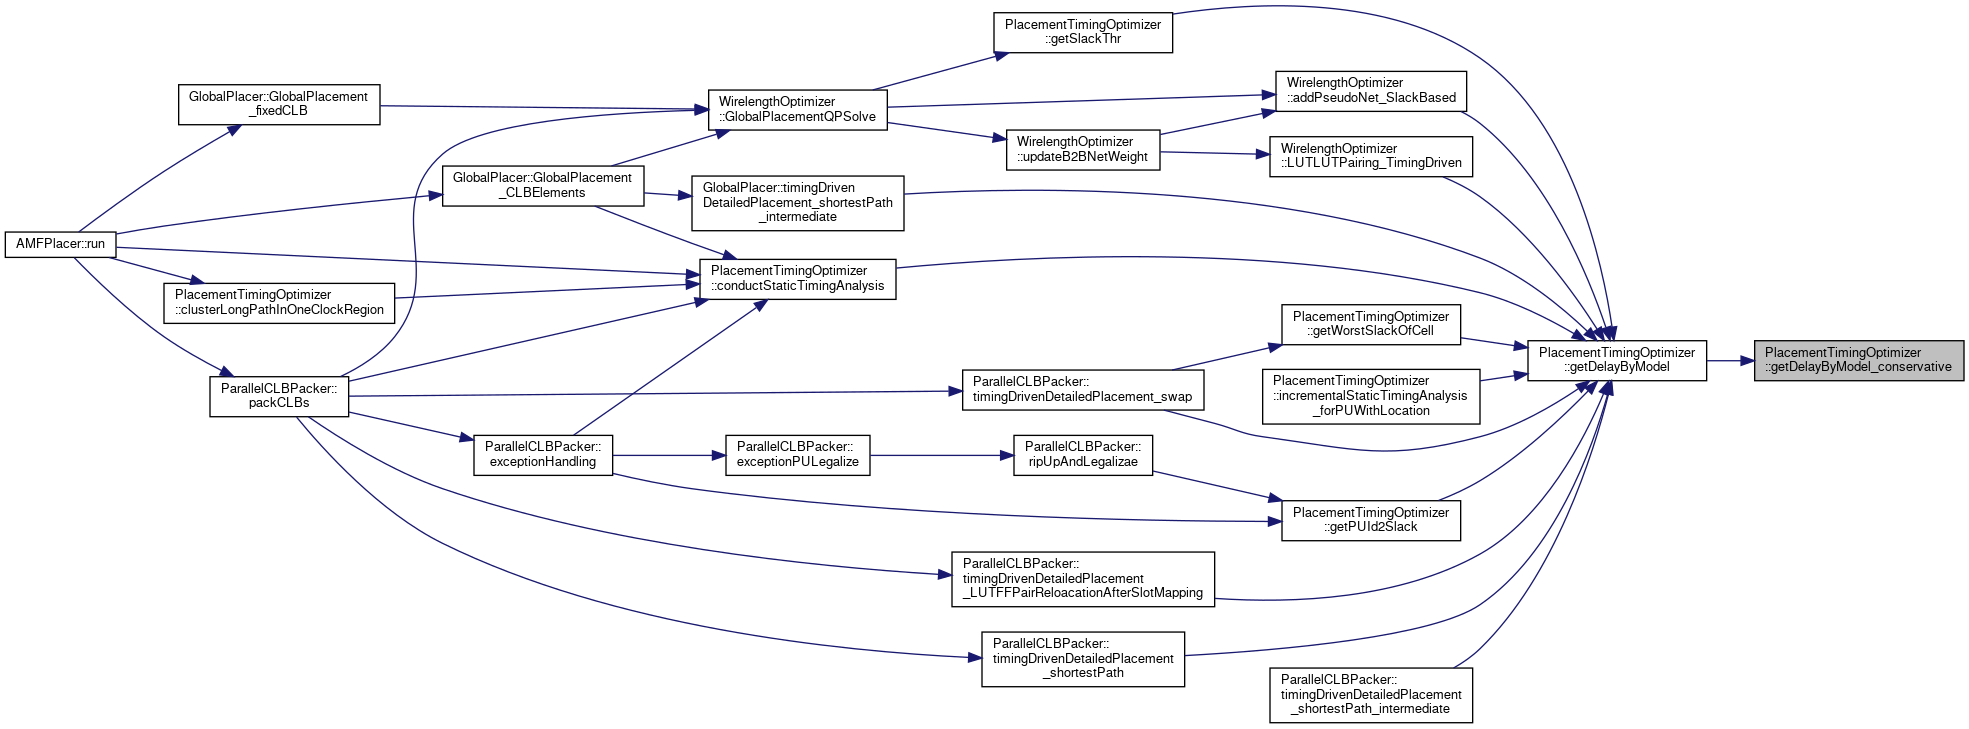 PlacementTimingOptimizer
::getSlackThr
GlobalPlacer::GlobalPlacement
_fixedCLB
WirelengthOptimizer
::GlobalPlacementQPSolve
WirelengthOptimizer
::addPseudoNet_SlackBased
WirelengthOptimizer
::updateB2BNetWeight
WirelengthOptimizer
::LUTLUTPairing_TimingDriven
GlobalPlacer::GlobalPlacement
_CLBElements
GlobalPlacer::timingDriven
DetailedPlacement_shortestPath
_intermediate
AMFPlacer::run
PlacementTimingOptimizer
::conductStaticTimingAnalysis
PlacementTimingOptimizer
::clusterLongPathInOneClockRegion
PlacementTimingOptimizer
::getWorstSlackOfCell
PlacementTimingOptimizer
::getDelayByModel
PlacementTimingOptimizer
::getDelayByModel_conservative
ParallelCLBPacker::
packCLBs
ParallelCLBPacker::
timingDrivenDetailedPlacement_swap
PlacementTimingOptimizer
::incrementalStaticTimingAnalysis
_forPUWithLocation
ParallelCLBPacker::
exceptionHandling
ParallelCLBPacker::
exceptionPULegalize
ParallelCLBPacker::
ripUpAndLegalizae
PlacementTimingOptimizer
::getPUId2Slack
ParallelCLBPacker::
timingDrivenDetailedPlacement
_LUTFFPairReloacationAfterSlotMapping
ParallelCLBPacker::
timingDrivenDetailedPlacement
_shortestPath
ParallelCLBPacker::
timingDrivenDetailedPlacement
_shortestPath_intermediate